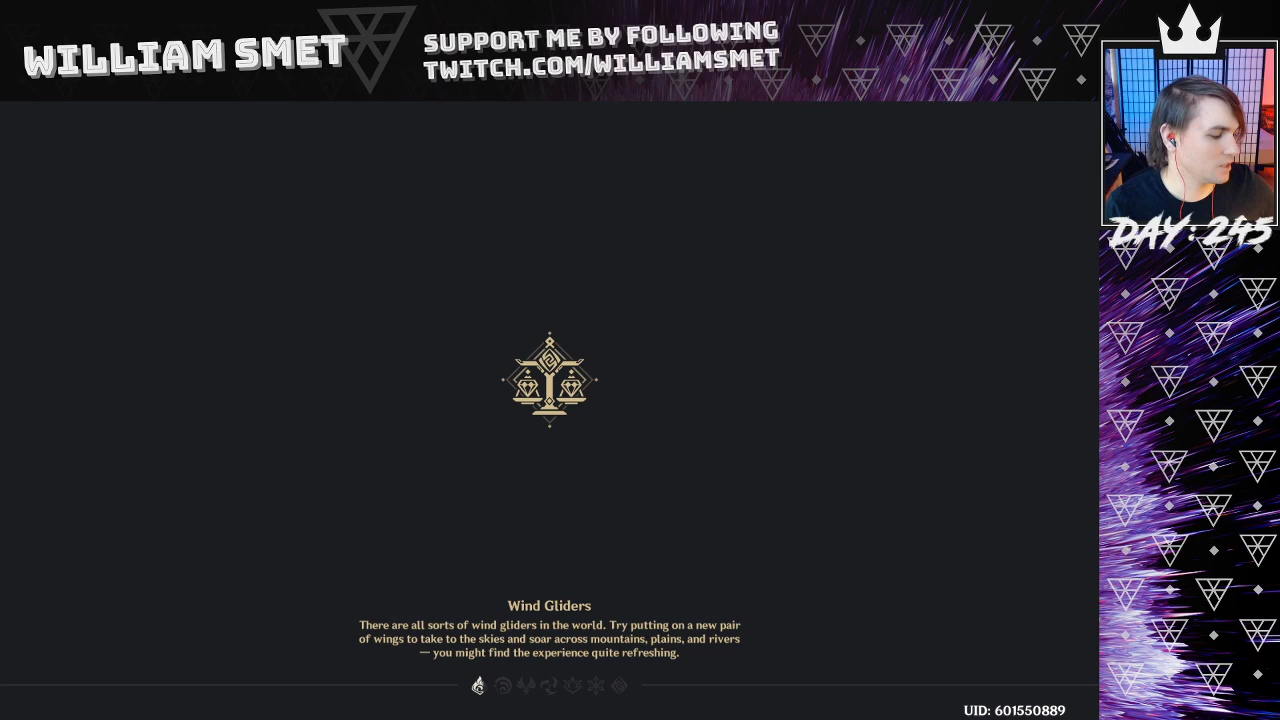 WILLIAM SMET
SUPPORT ME BY FOLLOWING
TWITCH.COM/WILLIAMSMET
DAY: 245
Wind Gliders
There are all sorts of wind gliders in the world. Try putting on a new pair
of wings to take to the skies and soar across mountains, plains, and rivers
— you might find the experience quite refreshing.
UID: 601550889